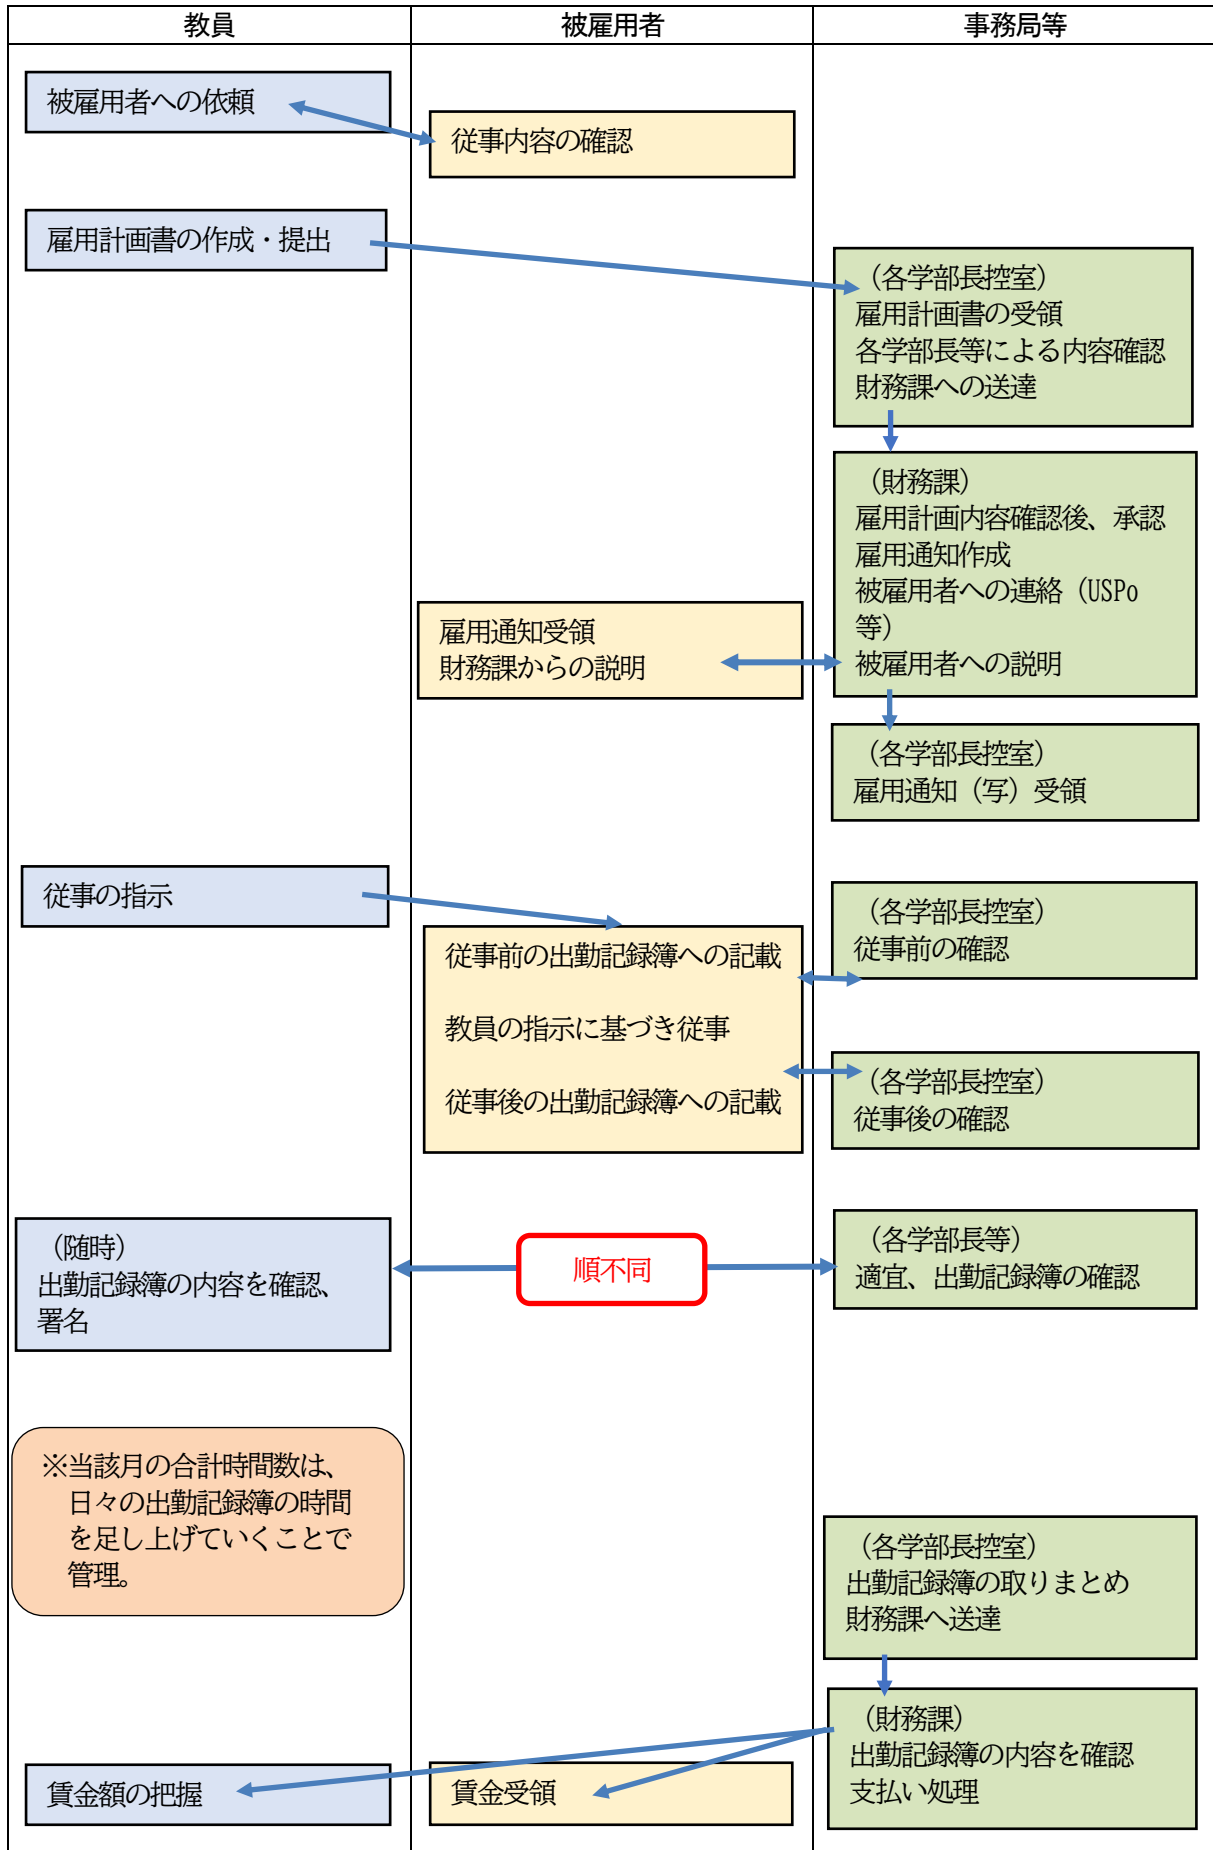 教員
被雇用者
事務局等
被雇用者への依頼
従事内容の確認
雇用計画書の作成・提出
（各学部長控室）
雇用計画書の受領
各学部長等による内容確認
財務課への送達
（財務課）
雇用計画内容確認後、承認
雇用通知作成
被雇用者への連絡（USPo
等）
被雇用者への説明
雇用通知受領
財務課からの説明
（各学部長控室）
雇用通知（写）受領
従事の指示
（各学部長控室）
従事前の確認
従事前の出勤記録簿への記載
教員の指示に基づき従事
従事後の出勤記録簿への記載
（各学部長控室）
従事後の確認
（随時）
出勤記録簿の内容を確認、
署名
順不同
（各学部長等）
適宜、出勤記録簿の確認
※当該月の合計時間数は、
日々の出勤記録簿の時間
を足し上げていくことで
管理。
（各学部長控室）
出勤記録簿の取りまとめ
財務課へ送達
（財務課）
出勤記録簿の内容を確認
支払い処理
賃金額の把握
賃金受領